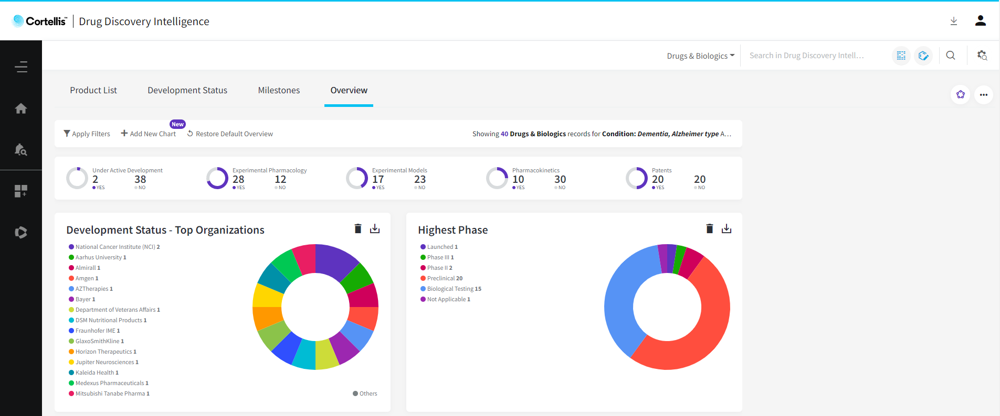 Cortellis™ | Drug Discovery Intelligence
Drugs & Biologics
Search in Drug Discovery Intell...
Product List
Development Status
Milestones
Overview
Apply Filters
Add New Chart
New
Restore Default Overview
Showing 40 Drugs & Biologics records for Condition: Dementia, Alzheimer type A...
Under Active Development
2 38
YES NO
Experimental Pharmacology
28 12
YES NO
Experimental Models
17 23
YES NO
Pharmacokinetics
10 30
YES NO
Patents
20 20
YES NO
Development Status - Top Organizations
National Cancer Institute (NCI) 2
Aarhus University 1
Almirall 1
Amgen 1
AZTherapies 1
Bayer 1
Department of Veterans Affairs 1
DSM Nutritional Products 1
Fraunhofer IME 1
GlaxoSmithKline 1
Horizon Therapeutics 1
Jupiter Neurosciences 1
Kaleida Health 1
Medexus Pharmaceuticals 1
Mitsubishi Tanabe Pharma 1
Others
Highest Phase
Launched 1
Phase III 1
Phase II 2
Preclinical 20
Biological Testing 15
Not Applicable 1